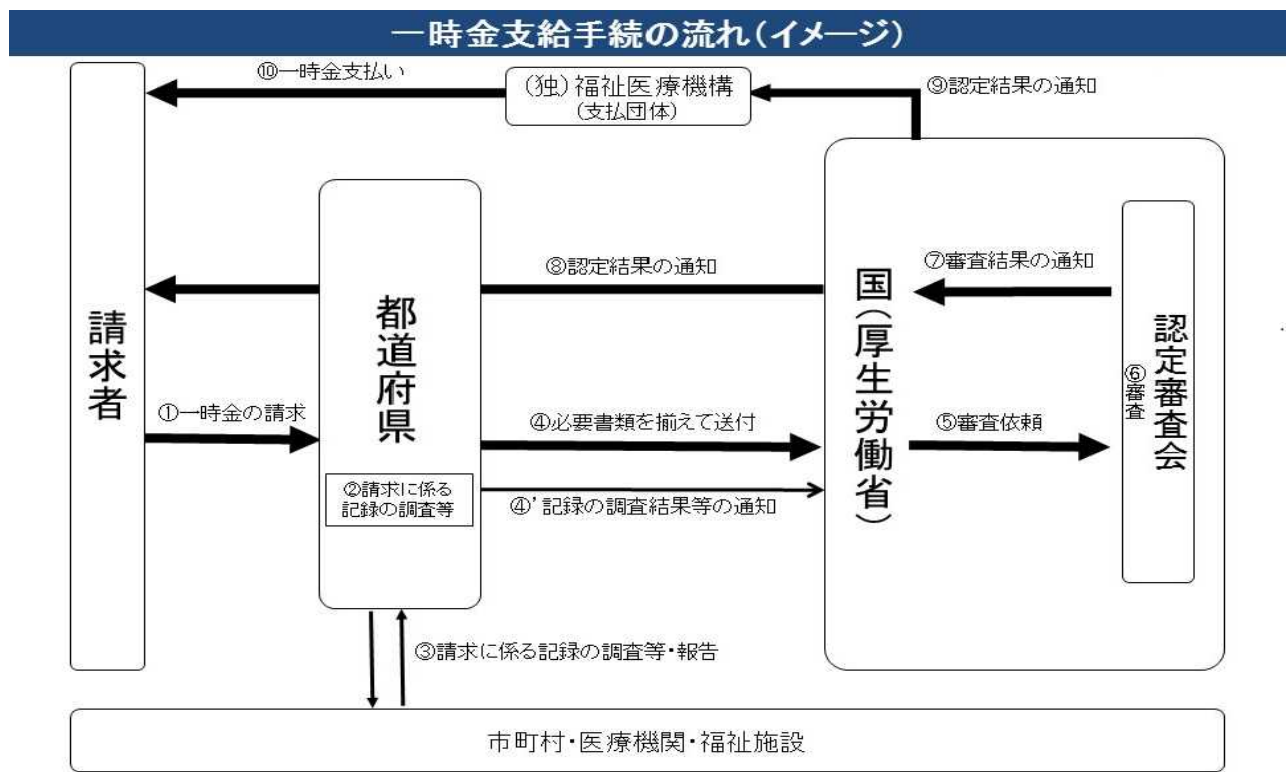 一時金支給手続の流れ(イメージ)
⑩一時金支払い
(独)福祉医療機構
(支払団体)
⑨認定結果の通知
請求者
都道府県
国(厚生労働省)
認定審査会
⑥審査
⑧認定結果の通知
⑦審査結果の通知
①一時金の請求
④必要書類を揃えて送付
⑤審査依頼
②請求に係る
記録の調査等
④'記録の調査結果等の通知
③請求に係る記録の調査等・報告
市町村・医療機関・福祉施設